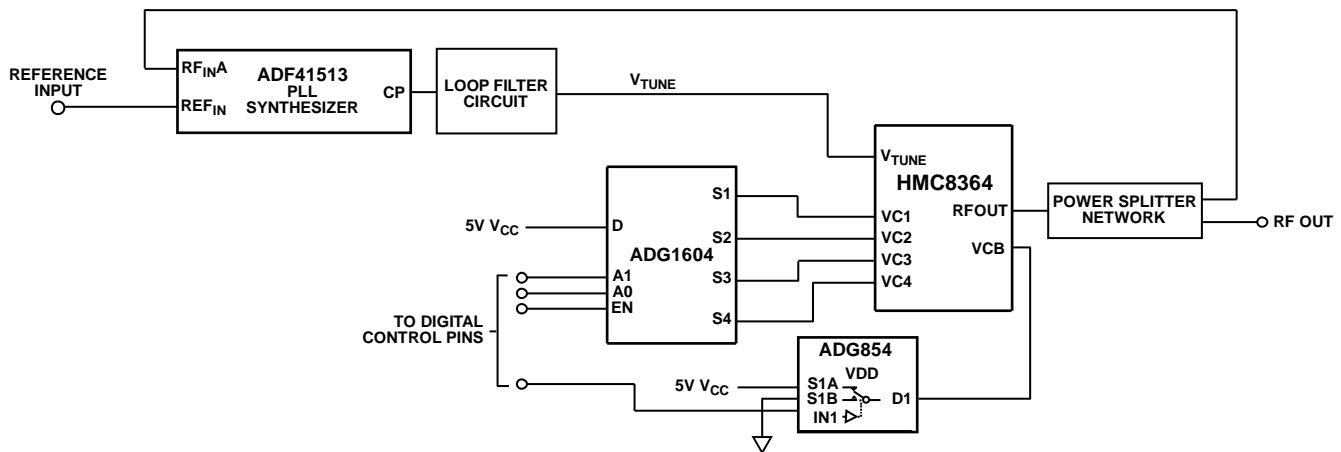 REFERENCE
INPUT
RFINA
REFIN
ADF41513
PLL
SYNTHESIZER
CP
LOOP FILTER
CIRCUIT
VTUNE
VTUNE
HMC8364
VC1
VC2
VC3
VC4
RFOUT
VCB
POWER SPLITTER
NETWORK
RF OUT
5V VCC
D
ADG1604
A1
A0
EN
S1
S2
S3
S4
TO DIGITAL
CONTROL PINS
ADG854
5V VCC
S1A
S1B
IN1
VDD
D1